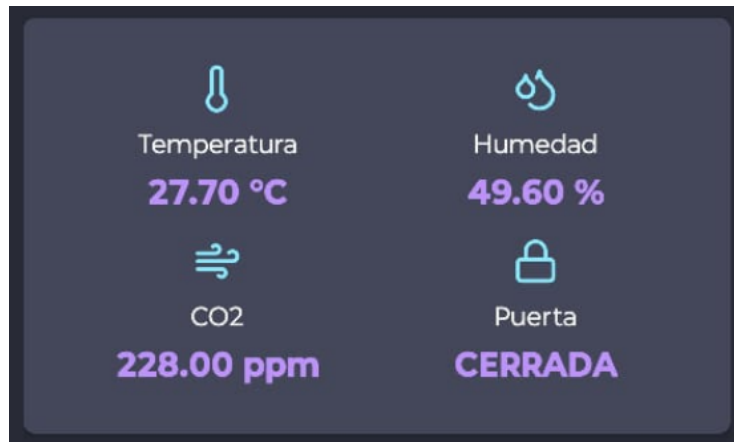 Temperatura
27.70 °C
Humedad
49.60 %
CO2
228.00 ppm
Puerta
CERRADA